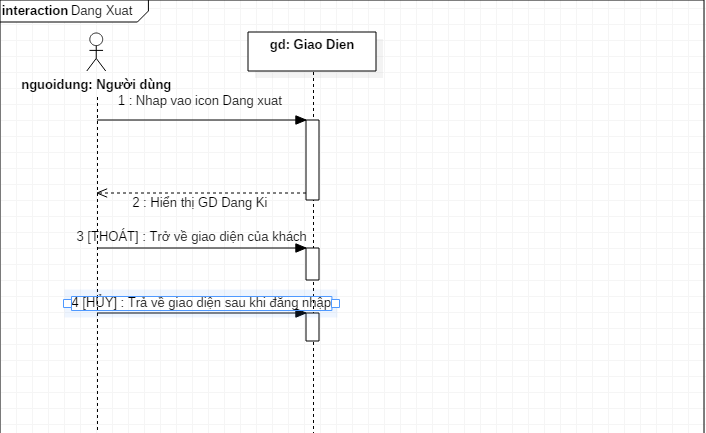 interaction Dang Xuat
gd: Giao Dien
nguoidung: Người dùng
1 : Nhap vao icon Dang xuat
2 : Hiển thị GD Dang Ki
3 [THOÁT] : Trở về giao diện của khách
4 [HỦY] : Trả về giao diện sau khi đăng nhập